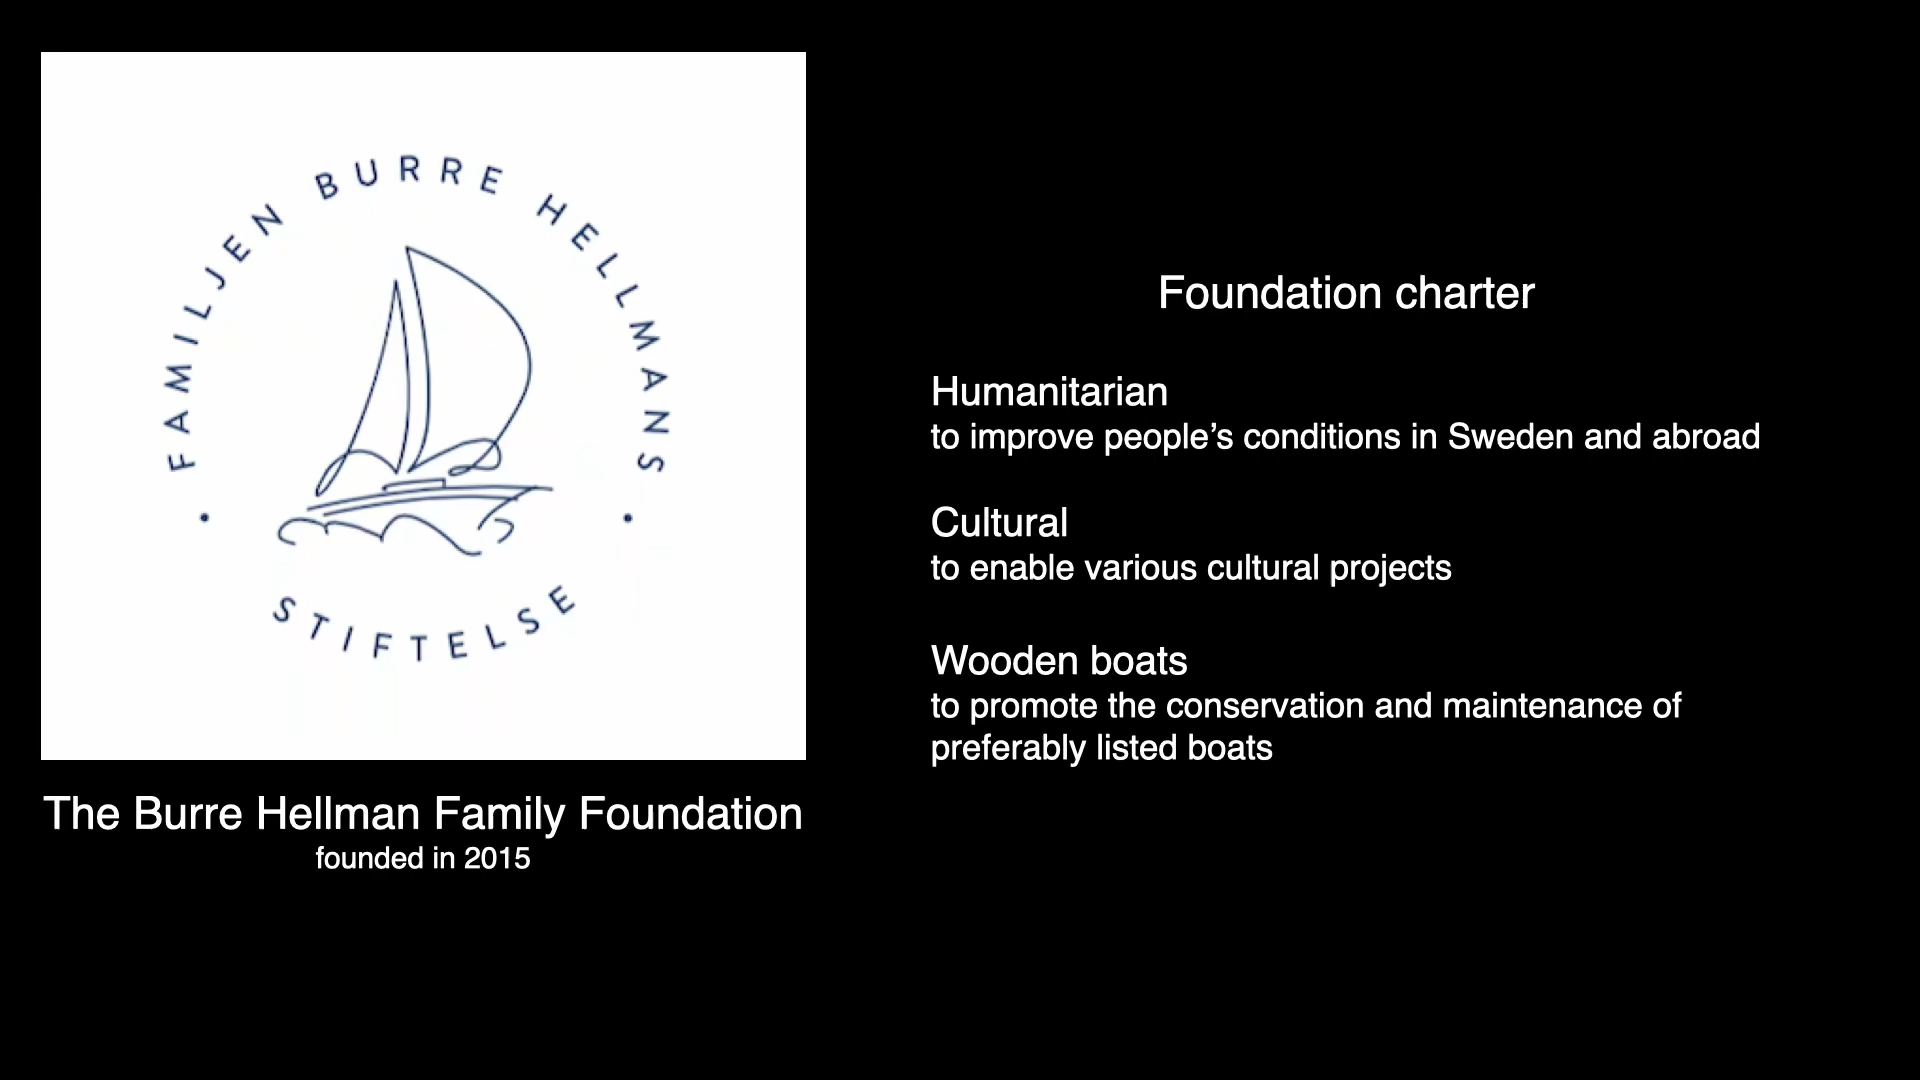 FAMILJEN BURRE HELLMANS
• •
STIFTELSE
The Burre Hellman Family Foundation
founded in 2015
Foundation charter
Humanitarian
to improve people’s conditions in Sweden and abroad
Cultural
to enable various cultural projects
Wooden boats
to promote the conservation and maintenance of
preferably listed boats